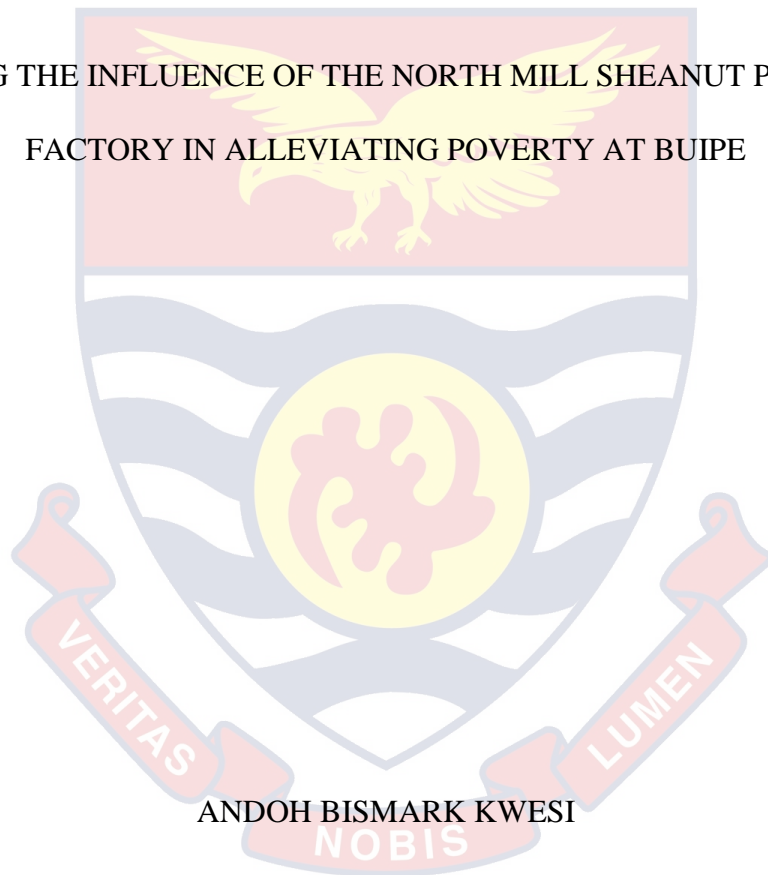 G THE INFLUENCE OF THE NORTH MILL SHEANUT P
FACTORY IN ALLEVIATING POVERTY AT BUIPE
VERITAS
LUMEN
ANDOH BISMARK KWESI
NOBIS